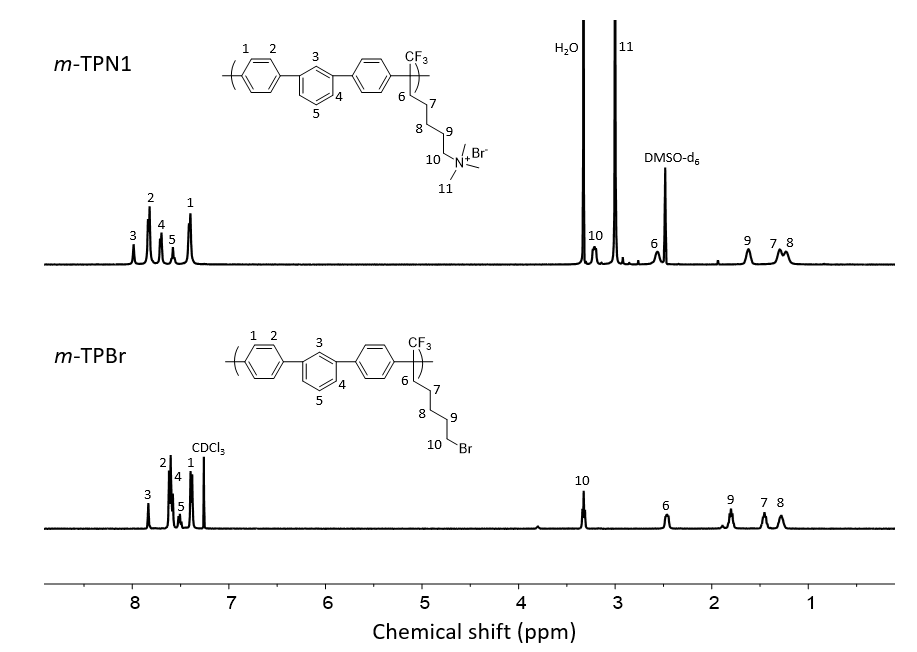 m-TPN1
1 2 3 CF₃
4 5 6 7
8 9
10 N⁺ Br⁻
11
H₂O 11
DMSO-d₆
3 2 4 5 1 10 6 9 7 8
m-TPBr
1 2 3 CF₃
4 5 6 7
8 9
10 Br
3 2 4 5 1 CDCl₃ 10 6 9 7 8
8 7 6 5 4 3 2 1
Chemical shift (ppm)